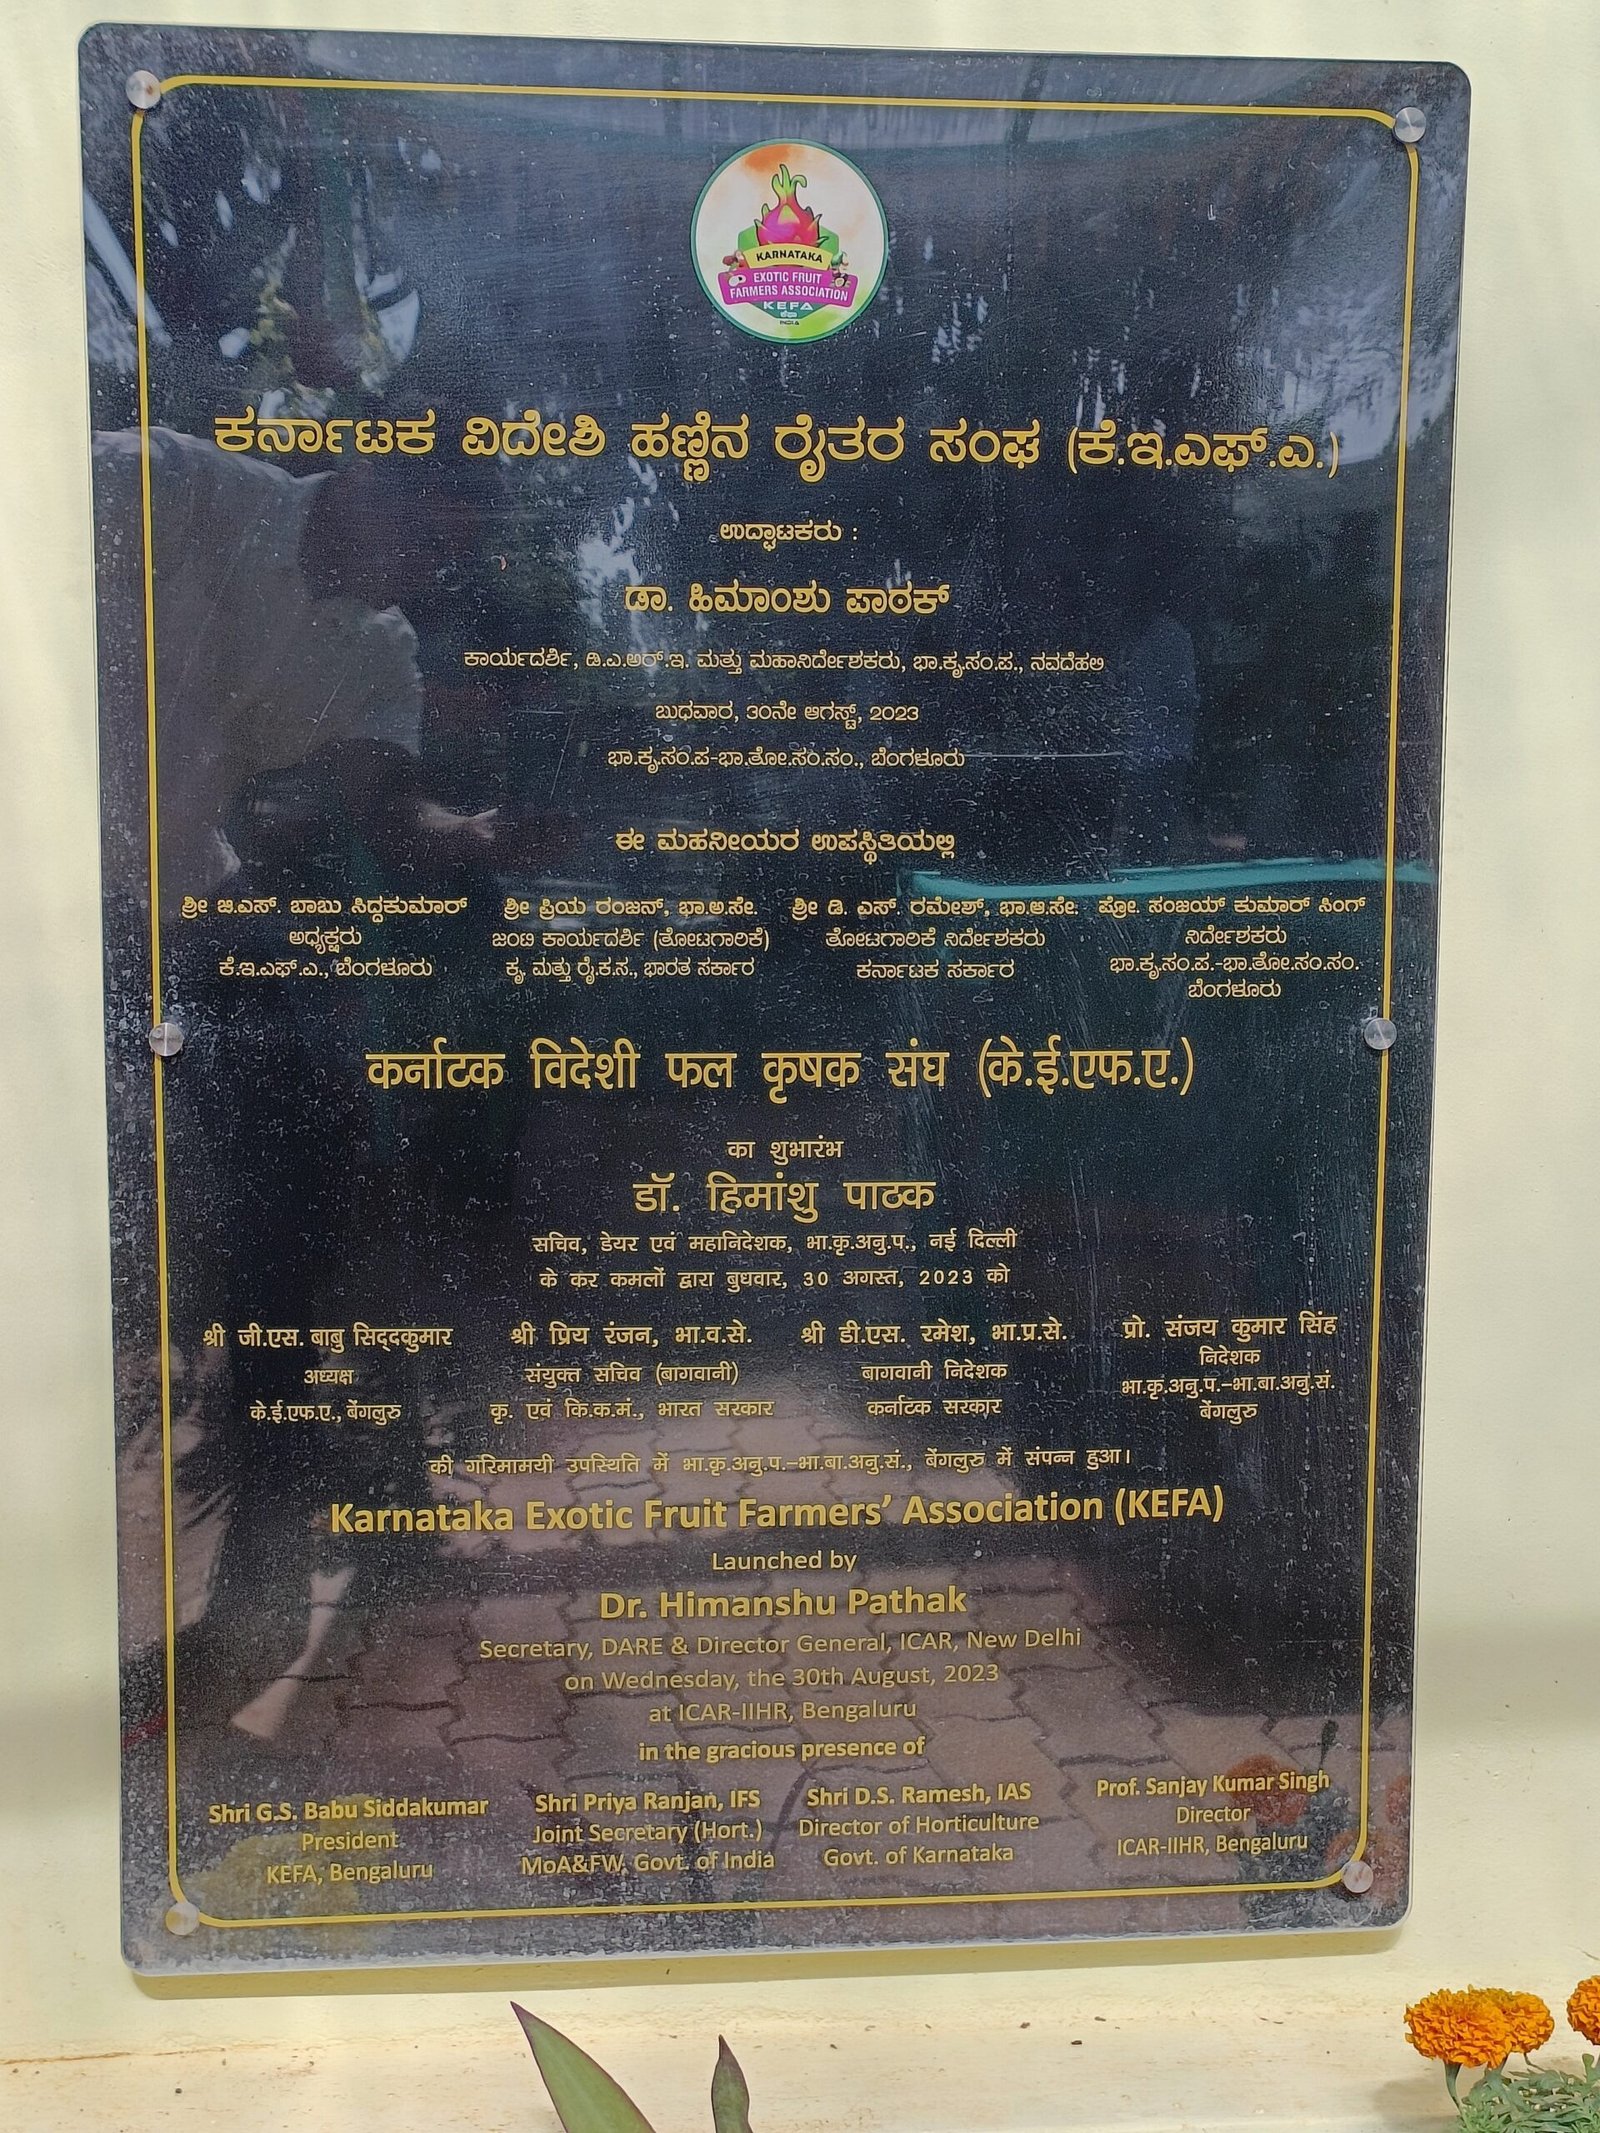 KARNATAKA
EXOTIC FRUIT
FARMERS ASSOCIATION
KEFA
ಕೆಫಾ
INDIA
ಕರ್ನಾಟಕ ವಿದೇಶಿ ಹಣ್ಣಿನ ರೈತರ ಸಂಘ (ಕೆ.ಇ.ಎಫ್.ಎ.)
ಉದ್ಘಾಟಕರು :
ಡಾ. ಹಿಮಾಂಶು ಪಾಠಕ್
ಕಾರ್ಯದರ್ಶಿ, ಡಿ.ಎ.ಆರ್.ಇ. ಮತ್ತು ಮಹಾನಿರ್ದೇಶಕರು, ಭಾ.ಕೃ.ಸಂ.ಪ., ನವದೆಹಲಿ
ಬುಧವಾರ, ೩೦ನೇ ಆಗಸ್ಟ್, ೨೦೨೩
ಭಾ.ಕೃ.ಸಂ.ಪ-ಭಾ.ತೋ.ಸಂ.ಸಂ., ಬೆಂಗಳೂರು
ಈ ಮಹನೀಯರ ಉಪಸ್ಥಿತಿಯಲ್ಲಿ
ಶ್ರೀ ಜಿ.ಎಸ್. ಬಾಬು ಸಿದ್ದಕುಮಾರ್
ಅಧ್ಯಕ್ಷರು
ಕೆ.ಇ.ಎಫ್.ಎ., ಬೆಂಗಳೂರು
ಶ್ರೀ ಪ್ರಿಯ ರಂಜನ್, ಭಾ.ಅ.ಸೇ.
ಜಂಟಿ ಕಾರ್ಯದರ್ಶಿ (ತೋಟಗಾರಿಕೆ)
ಕೃ. ಮತ್ತು ರೈ.ಕ.ಸ., ಭಾರತ ಸರ್ಕಾರ
ಶ್ರೀ ಡಿ. ಎಸ್. ರಮೇಶ್, ಭಾ.ಆ.ಸೇ.
ತೋಟಗಾರಿಕೆ ನಿರ್ದೇಶಕರು
ಕರ್ನಾಟಕ ಸರ್ಕಾರ
ಪ್ರೋ. ಸಂಜಯ್ ಕುಮಾರ್ ಸಿಂಗ್
ನಿರ್ದೇಶಕರು
ಭಾ.ಕೃ.ಸಂ.ಪ.-ಭಾ.ತೋ.ಸಂ.ಸಂ.
ಬೆಂಗಳೂರು
कर्नाटक विदेशी फल कृषक संघ (के.ई.एफ.ए.)
का शुभारंभ
डॉ. हिमांशु पाठक
सचिव, डेयर एवं महानिदेशक, भा.कृ.अनु.प., नई दिल्ली
के कर कमलों द्वारा बुधवार, 30 अगस्त, 2023 को
श्री जी.एस. बाबु सिद्दकुमार
अध्यक्ष
के.ई.एफ.ए., बेंगलुरु
श्री प्रिय रंजन, भा.व.से.
संयुक्त सचिव (बागवानी)
कृ. एवं कि.क.मं., भारत सरकार
श्री डी.एस. रमेश, भा.प्र.से.
बागवानी निदेशक
कर्नाटक सरकार
प्रो. संजय कुमार सिंह
निदेशक
भा.कृ.अनु.प.-भा.बा.अनु.सं.
बेंगलुरु
की गरिमामयी उपस्थिति में भा.कृ.अनु.प.-भा.बा.अनु.सं., बेंगलुरु में संपन्न हुआ।
Karnataka Exotic Fruit Farmers’ Association (KEFA)
Launched by
Dr. Himanshu Pathak
Secretary, DARE & Director General, ICAR, New Delhi
on Wednesday, the 30th August, 2023
at ICAR-IIHR, Bengaluru
in the gracious presence of
Shri G.S. Babu Siddakumar
President
KEFA, Bengaluru
Shri Priya Ranjan, IFS
Joint Secretary (Hort.)
MoA&FW, Govt. of India
Shri D.S. Ramesh, IAS
Director of Horticulture
Govt. of Karnataka
Prof. Sanjay Kumar Singh
Director
ICAR-IIHR, Bengaluru